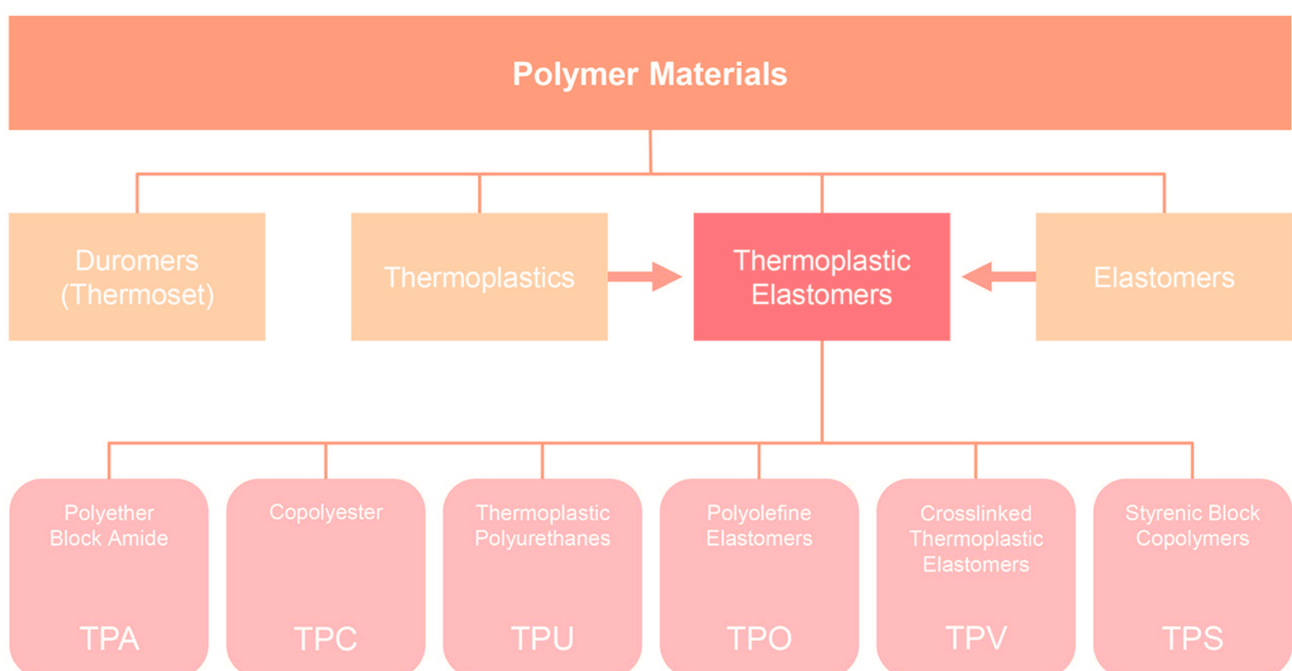 Polymer Materials
Duromers
(Thermoset)
Thermoplastics
Thermoplastic
Elastomers
Elastomers
Polyether
Block Amide
TPA
Copolyester
TPC
Thermoplastic
Polyurethanes
TPU
Polyolefine
Elastomers
TPO
Crosslinked
Thermoplastic
Elastomers
TPV
Styrenic Block
Copolymers
TPS